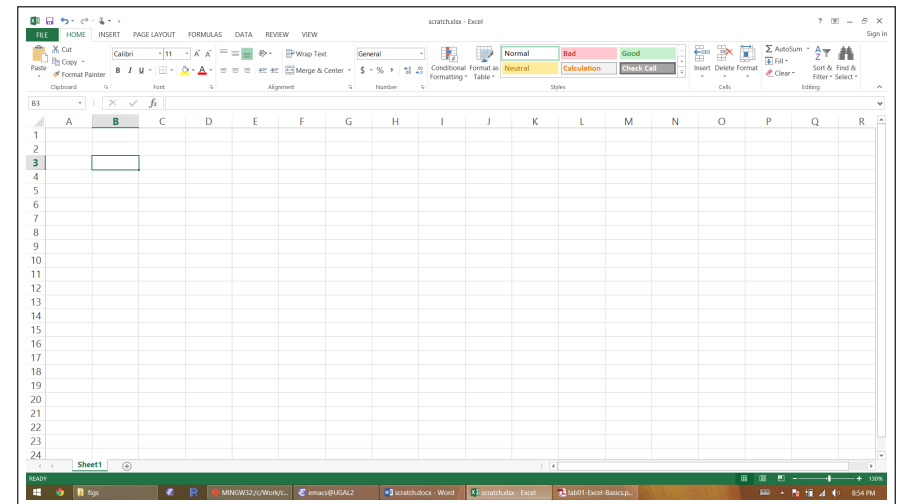 scratch.xlsx - Excel
FILE HOME INSERT PAGE LAYOUT FORMULAS DATA REVIEW VIEW Sign in
Cut
Copy
Format Painter
Paste
Clipboard
Calibri 11
B I U
Font
Wrap Text
Merge & Center
Alignment
General
$ % ,
Number
Conditional Formatting
Format as Table
Normal Bad Good
Neutral Calculation Check Cell
Styles
Insert Delete Format
Cells
AutoSum
Fill
Clear
Sort & Filter
Find & Select
Editing
B3 fx
A B C D E F G H I J K L M N O P Q R
1
2
3
4
5
6
7
8
9
10
11
12
13
14
15
16
17
18
19
20
21
22
23
24
Sheet1
READY 130%
figs MINGW32:/c/Work/c... emacs@UGAL2 scratch.docx - Word scratch.xlsx - Excel lab01-Excel-Basics.p... 8:54 PM